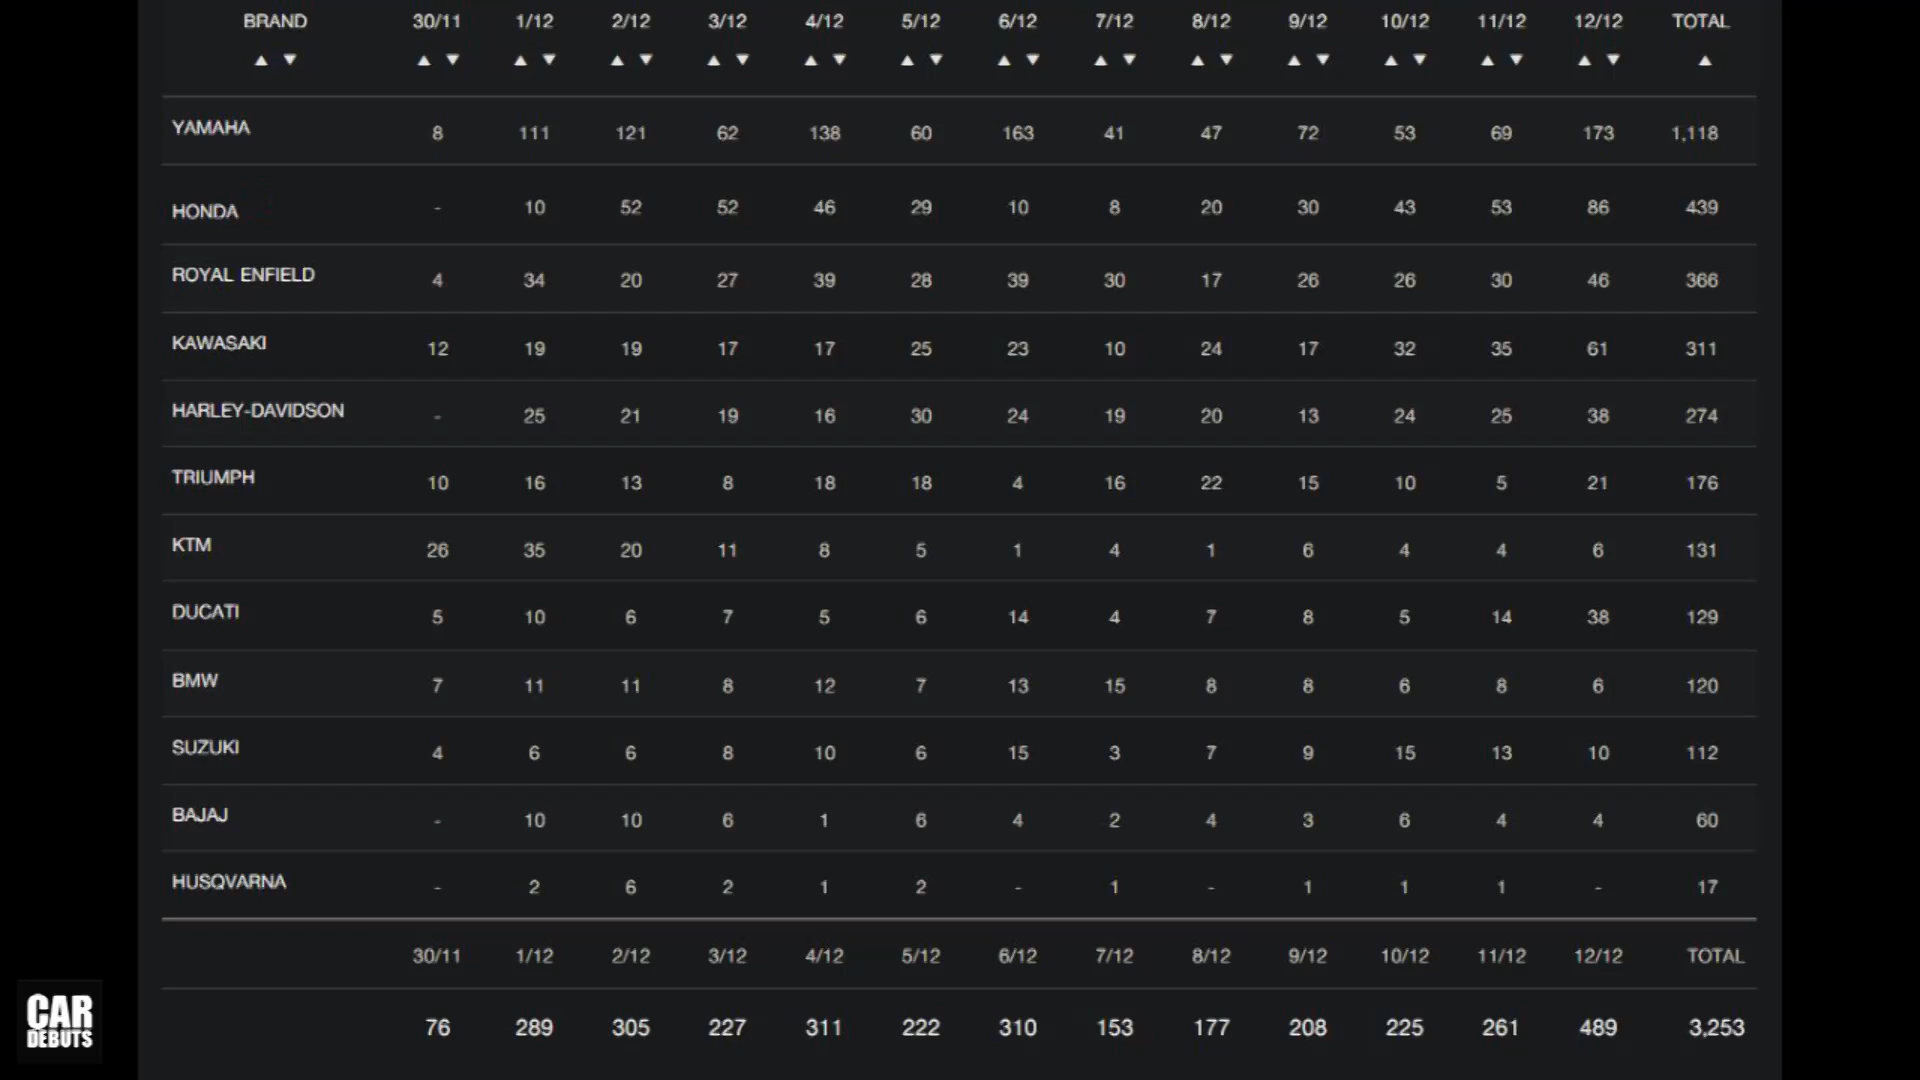 BRAND 30/11 1/12 2/12 3/12 4/12 5/12 6/12 7/12 8/12 9/12 10/12 11/12 12/12 TOTAL
YAMAHA 8 111 121 62 138 60 163 41 47 72 53 69 173 1,118
HONDA - 10 52 52 46 29 10 8 20 30 43 53 86 439
ROYAL ENFIELD 4 34 20 27 39 28 39 30 17 26 26 30 46 366
KAWASAKI 12 19 19 17 17 25 23 10 24 17 32 35 61 311
HARLEY-DAVIDSON - 25 21 19 16 30 24 19 20 13 24 25 38 274
TRIUMPH 10 16 13 8 18 18 4 16 22 15 10 5 21 176
KTM 26 35 20 11 8 5 1 4 1 6 4 4 6 131
DUCATI 5 10 6 7 5 6 14 4 7 8 5 14 38 129
BMW 7 11 11 8 12 7 13 15 8 8 6 8 6 120
SUZUKI 4 6 6 8 10 6 15 3 7 9 15 13 10 112
BAJAJ - 10 10 6 1 6 4 2 4 3 6 4 4 60
HUSQVARNA - 2 6 2 1 2 - 1 - 1 1 1 - 17
30/11 1/12 2/12 3/12 4/12 5/12 6/12 7/12 8/12 9/12 10/12 11/12 12/12 TOTAL
76 289 305 227 311 222 310 153 177 208 225 261 489 3,253
CAR
DEBUTS